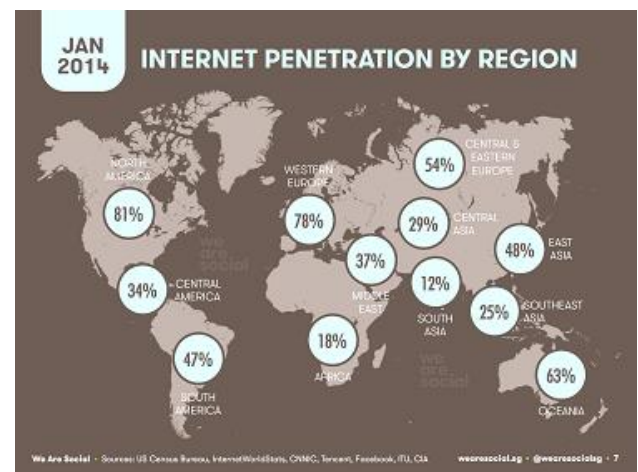 JAN
2014
INTERNET PENETRATION BY REGION
NORTH
AMERICA
81%
CENTRAL
AMERICA
34%
SOUTH
AMERICA
47%
WESTERN
EUROPE
78%
MIDDLE
EAST
37%
AFRICA
18%
CENTRAL &
EASTERN
EUROPE
54%
CENTRAL
ASIA
29%
SOUTH
ASIA
12%
EAST
ASIA
48%
SOUTHEAST
ASIA
25%
OCEANIA
63%
we
are
social
we
are
social
We Are Social • Sources: US Census Bureau, InternetWorldStats, CNNIC, Tencent, Facebook, ITU, CIA
wearesocial.sg • @wearesocialsg • 7